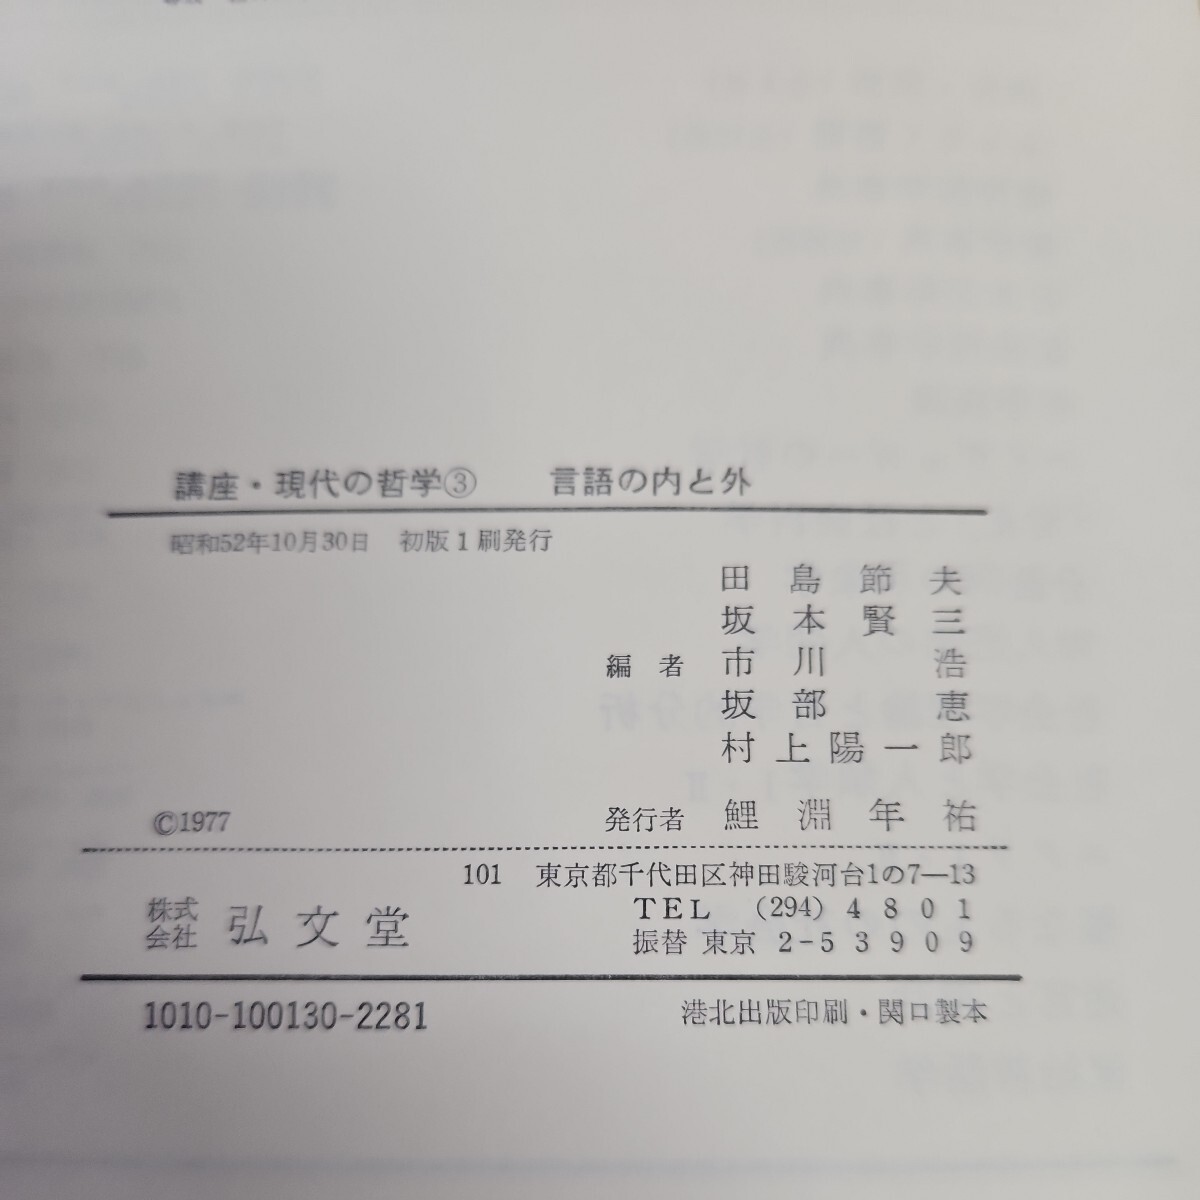 講座・現代の哲学③　言語の内と外
昭和52年10月30日　初版1刷発行
田島節夫
坂本賢三
編者　市川浩
坂部恵
村上陽一郎
©1977　発行者　鯉淵年祐
101　東京都千代田区神田駿河台1の7—13
株式会社　弘文堂　TEL　(294) 4801
振替　東京　2-53909
1010-100130-2281　港北出版印刷・関口製本